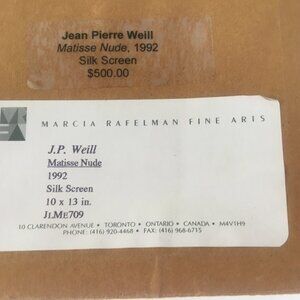 Jean Pierre Weill
Matisse Nude, 1992
Silk Screen
$500.00
MARCIA RAFELMAN FINE ARTS
J.P. Weill
Matisse Nude
1992
Silk Screen
10 x 13 in.
JI.ME709
10 CLARENDON AVENUE • TORONTO • ONTARIO • CANADA • M4V1H9
PHONE: (416) 920-4468 • FAX: (416) 968-6715